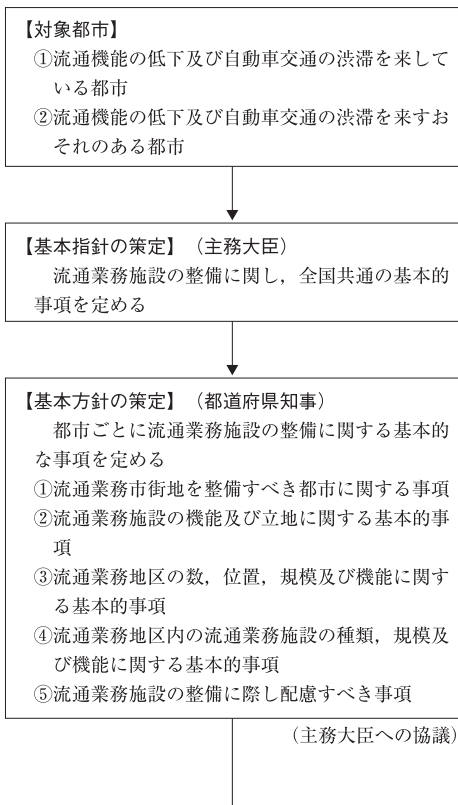 【対象都市】
①流通機能の低下及び自動車交通の渋滞を来して
いる都市
②流通機能の低下及び自動車交通の渋滞を来すお
それのある都市
【基本指針の策定】（主務大臣）
流通業務施設の整備に関し，全国共通の基本的
事項を定める
【基本方針の策定】（都道府県知事）
都市ごとに流通業務施設の整備に関する基本的
な事項を定める
①流通業務市街地を整備すべき都市に関する事項
②流通業務施設の機能及び立地に関する基本的事
項
③流通業務地区の数，位置，規模及び機能に関す
る基本的事項
④流通業務地区内の流通業務施設の種類，規模及
び機能に関する基本的事項
⑤流通業務施設の整備に際し配慮すべき事項
（主務大臣への協議）